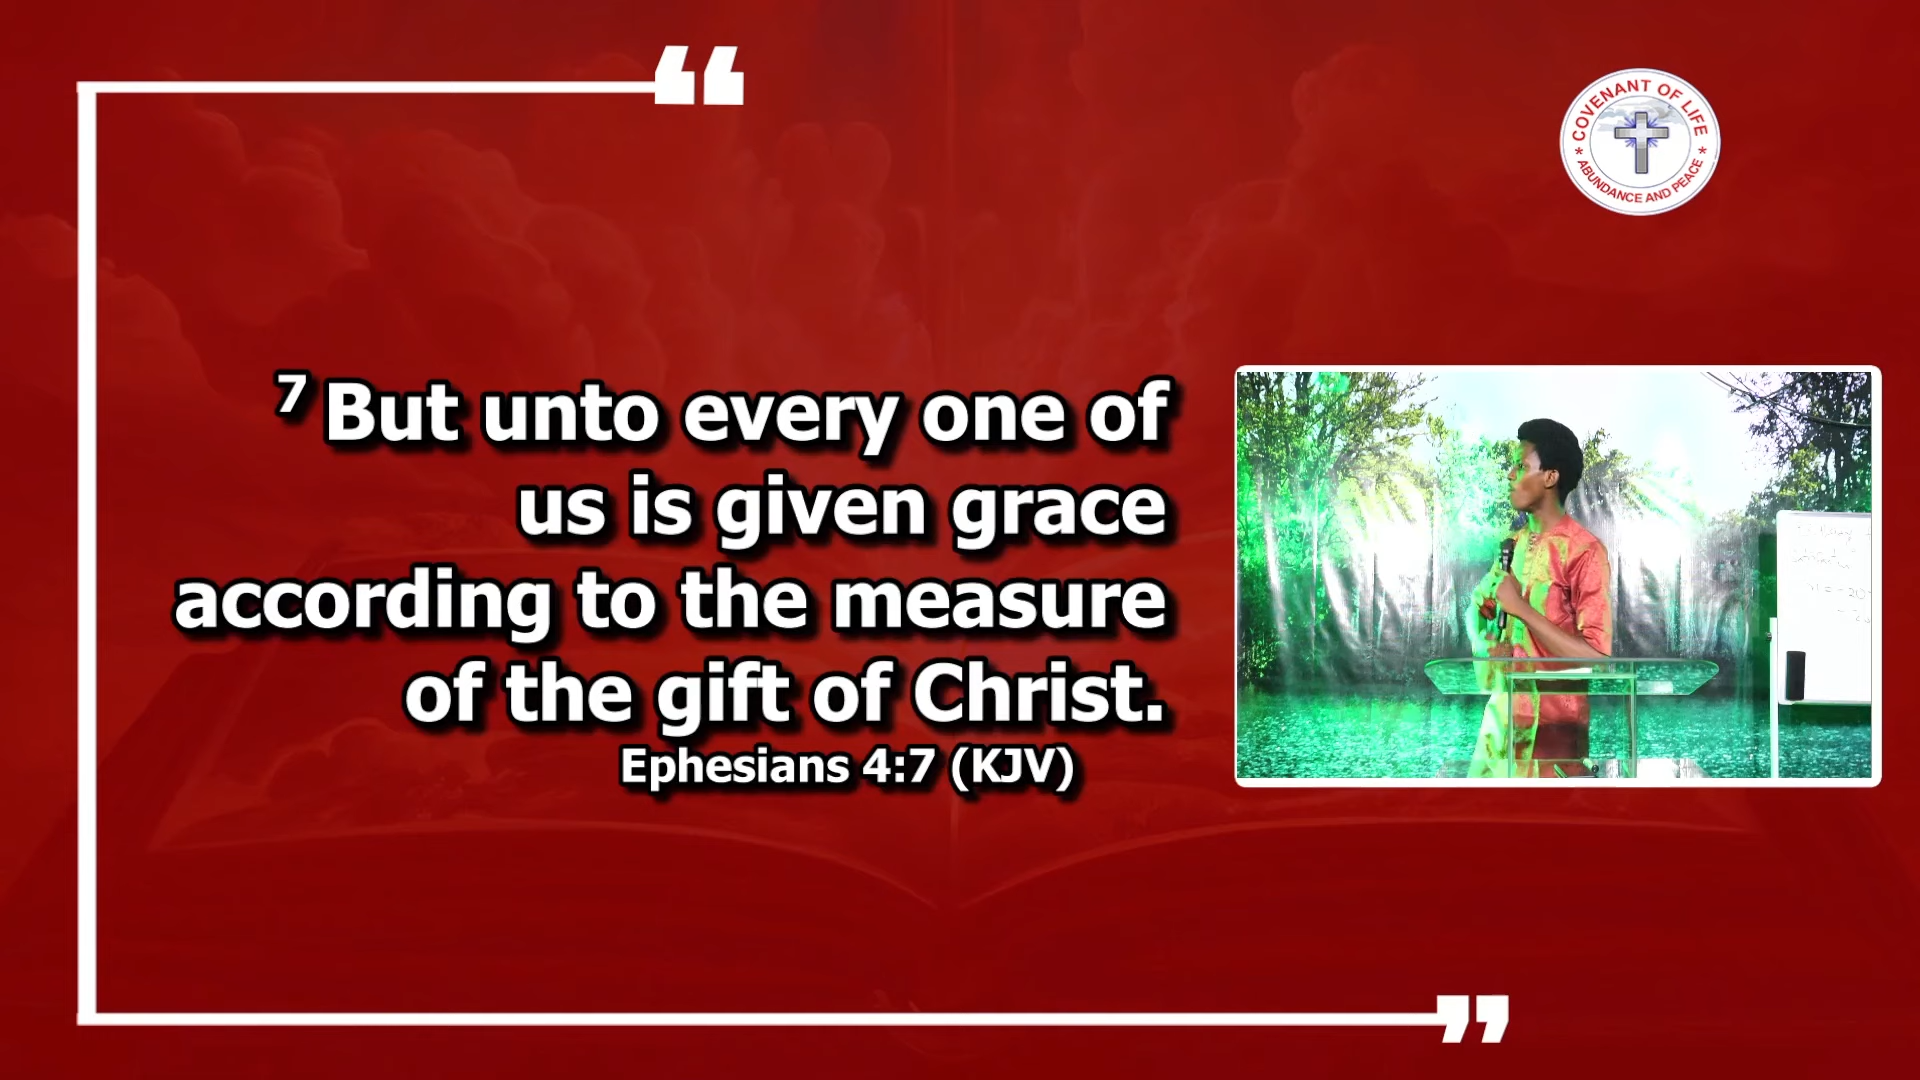 COVENANT OF LIFE
* ABUNDANCE AND PEACE *
7 But unto every one of
us is given grace
according to the measure
of the gift of Christ.
Ephesians 4:7 (KJV)